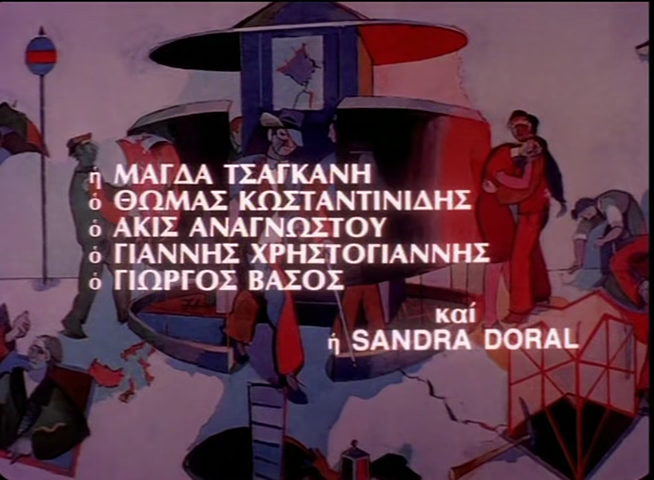 ἡ ΜΑΓΔΑ ΤΣΑΓΚΑΝΗ
ὁ ΘΩΜΑΣ ΚΩΣΤΑΝΤΙΝΙΔΗΣ
ὁ ΑΚΙΣ ΑΝΑΓΝΩΣΤΟΥ
ὁ ΓΙΑΝΝΗΣ ΧΡΗΣΤΟΓΙΑΝΝΗΣ
ὁ ΓΙΩΡΓΟΣ ΒΑΣΟΣ
καί
ἡ SANDRA DORAL